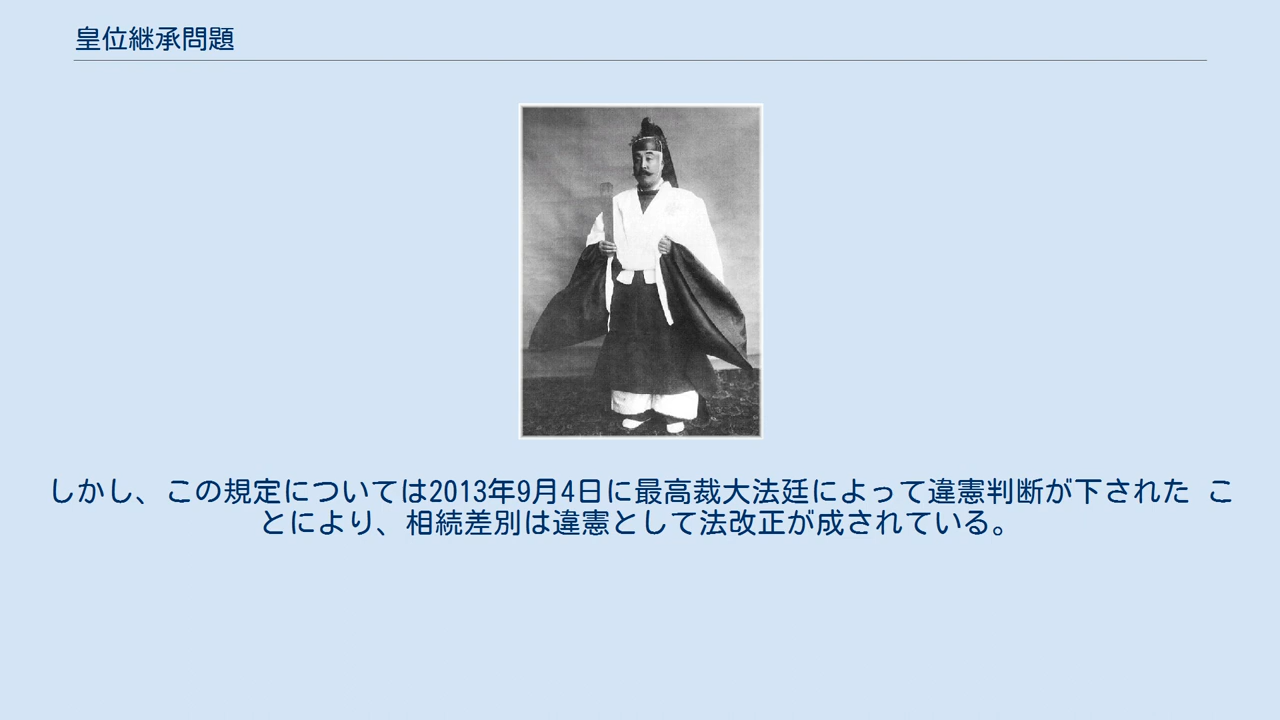 皇位継承問題
しかし、この規定については2013年9月4日に最高裁大法廷によって違憲判断が下された こ
とにより、相続差別は違憲として法改正が成されている。